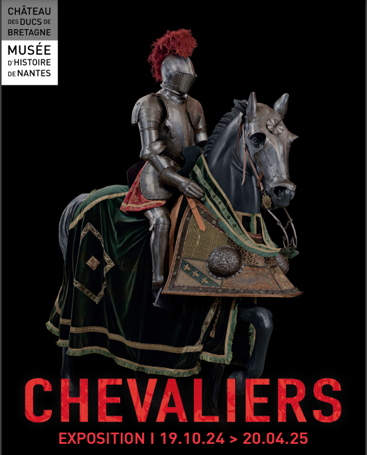 CHÂTEAU
DES DUCS DE
BRETAGNE
MUSÉE
D'HISTOIRE
DE NANTES
CHEVALIERS
EXPOSITION I 19.10.24 > 20.04.25